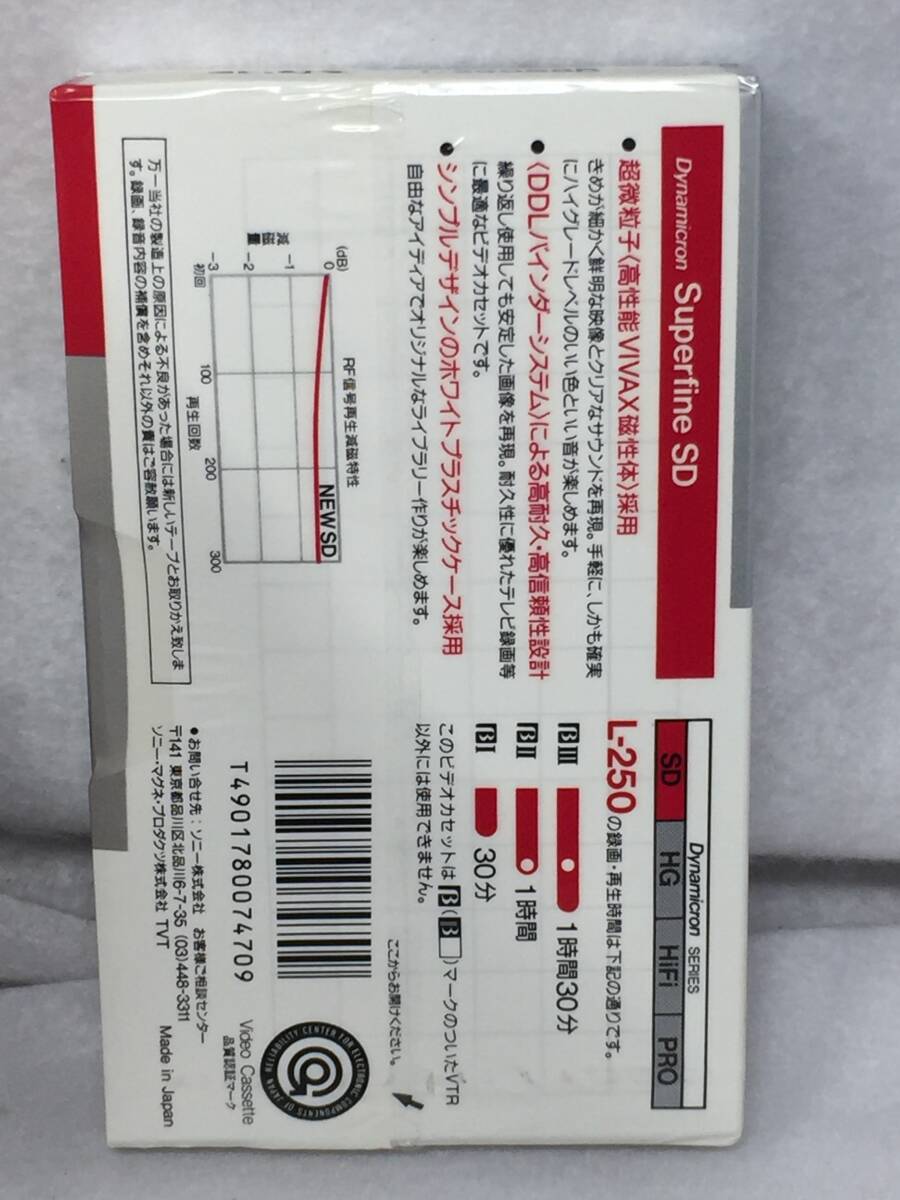 Dynamicron Superfine SD
●超微粒子〈高性能VIVAX磁性体〉採用
きめが細かく鮮明な映像とクリアなサウンドを再現。手軽に、しかも確実
にハイグレードレベルのいい色といい音が楽しめます。
●〈DDLバインダーシステム〉による高耐久・高信頼性設計
繰り返し使用しても安定した画像を再現。耐久性に優れたテレビ録画等
に最適なビデオカセットです。
●シンプルデザインのホワイトプラスチックケース採用
自由なアイディアでオリジナルなライブラリー作りが楽しめます。
RF信号再生減磁特性
(dB)
0
-1
-2
-3
減磁量
NEW SD
初回
100
200
300
再生回数
万一当社の製造上の原因による不良があった場合には新しいテープとお取りかえ致しま
す。録画、録音内容の補償を含めそれ以外の責はご容赦願います。
Dynamicron SERIES
SD HG HiFi PRO
L-250の録画・再生時間は下記の通りです。
βIII 1時間30分
βII 1時間
βI 30分
このビデオカセットはβ(β)マークのついたVTR
以外には使用できません。
ここからお開けください。
T4901780074709
RELIABILITY CENTER FOR ELECTRONIC COMPONENTS OF JAPAN
Video Cassette
品質認証マーク
●お問い合せ先:ソニー株式会社 お客様ご相談センター
〒141 東京都品川区北品川6-7-35 (03)448-3311
ソニー・マグネ・プロダクツ株式会社 TVT
Made in Japan